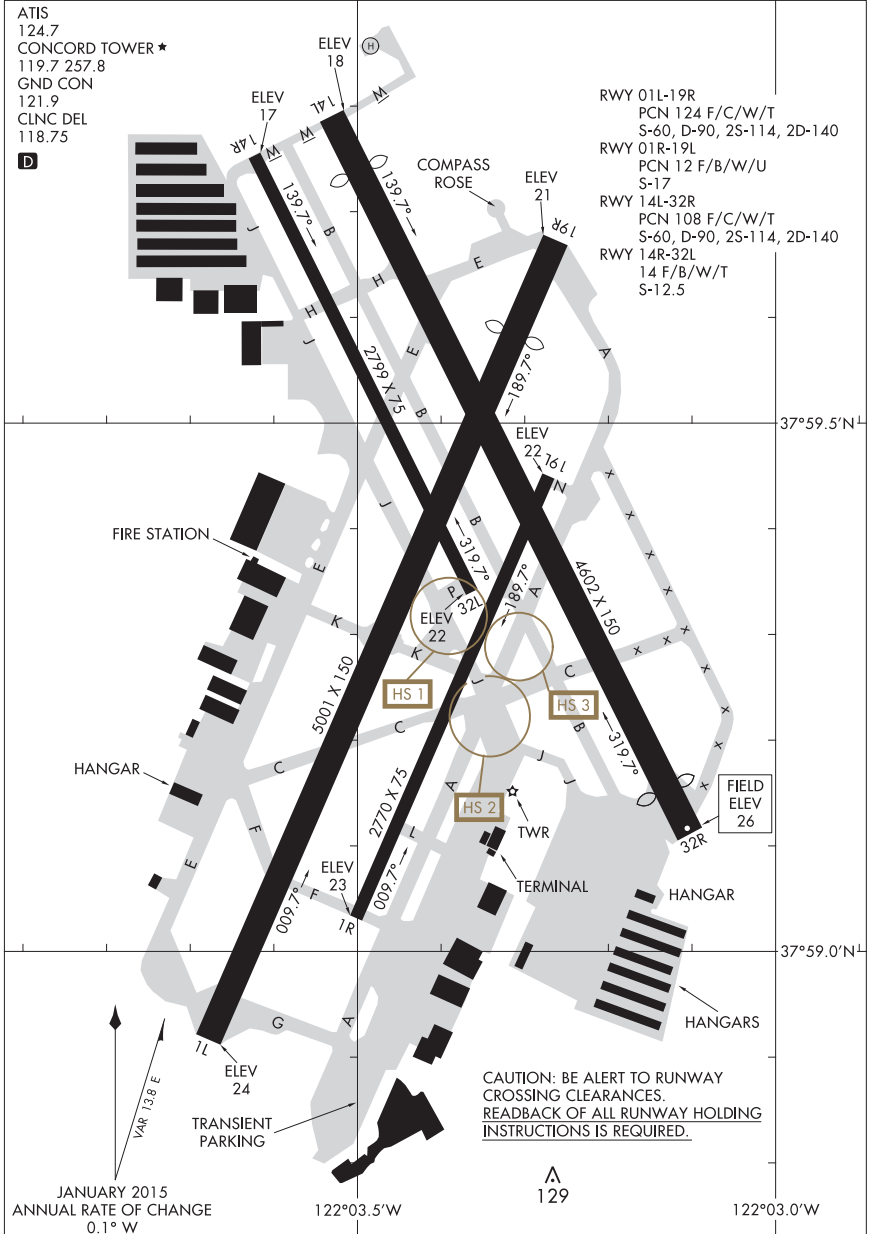 ATIS
124.7
CONCORD TOWER ★
119.7 257.8
GND CON
121.9
CLNC DEL
118.75
D
ELEV
18
H
ELEV
17
14L
W
W
W
14R
RWY 01L-19R
PCN 124 F/C/W/T
S-60, D-90, 2S-114, 2D-140
RWY 01R-19L
PCN 12 F/B/W/U
S-17
RWY 14L-32R
PCN 108 F/C/W/T
S-60, D-90, 2S-114, 2D-140
RWY 14R-32L
14 F/B/W/T
S-12.5
COMPASS
ROSE
ELEV
21
139.7°
139.7°
19R
J
B
H
E
H
J
E
A
2799 X 75
B
189.7°
37°59.5'N
ELEV
22
19L
N
J
B
FIRE STATION
319.7°
189.7°
4602 X 150
E
P
32L
A
ELEV
22
K
K
J
C
HS 1
HS 3
5001 X 150
C
B
319.7°
C
J
J
HANGAR
A
HS 2
TWR
FIELD
ELEV
26
2770 X 75
L
32R
F
E
ELEV
23
009.7°
TERMINAL
F
009.7°
1R
HANGAR
37°59.0'N
G
A
1L
ELEV
24
HANGARS
VAR 13.8 E
TRANSIENT
PARKING
CAUTION: BE ALERT TO RUNWAY
CROSSING CLEARANCES.
READBACK OF ALL RUNWAY HOLDING
INSTRUCTIONS IS REQUIRED.
129
JANUARY 2015
ANNUAL RATE OF CHANGE
0.1° W
122°03.5'W
122°03.0'W